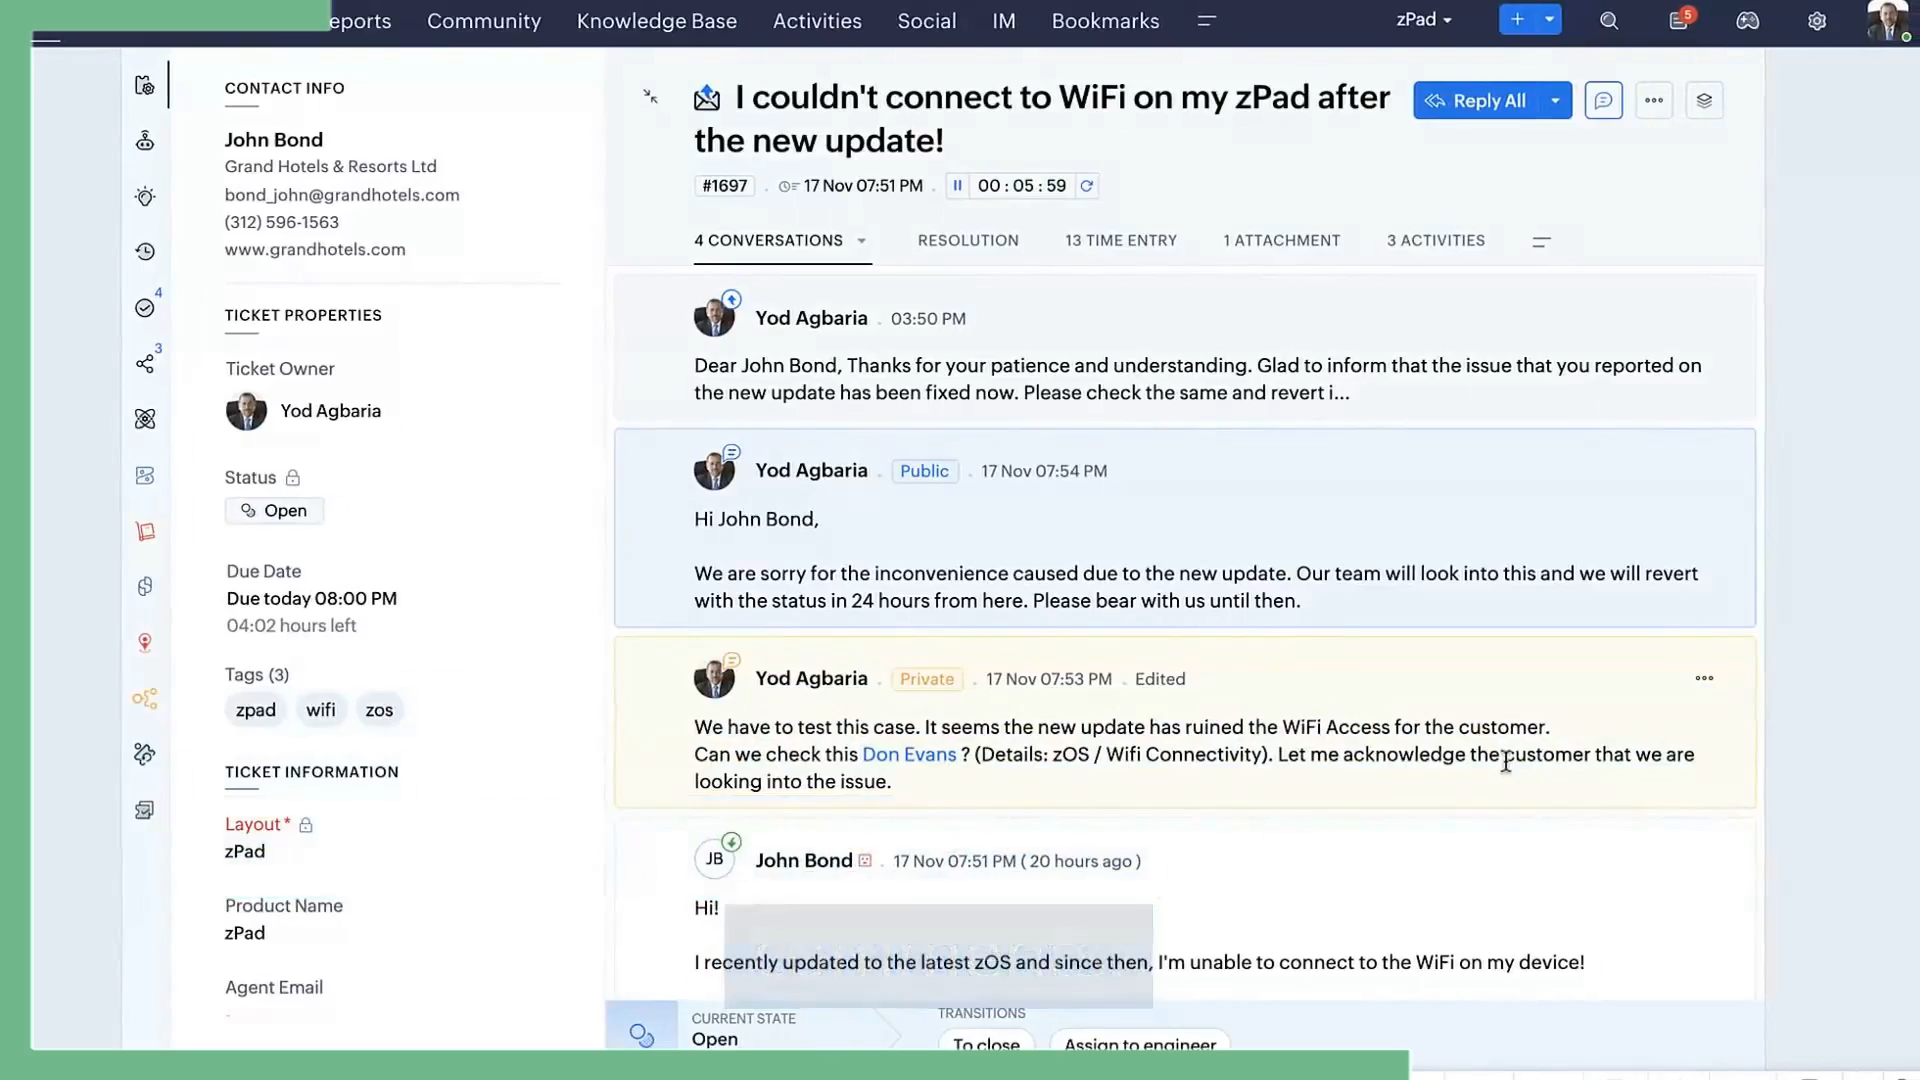 eports Community Knowledge Base Activities Social IM Bookmarks zPad 5
CONTACT INFO
John Bond
Grand Hotels & Resorts Ltd
bond_john@grandhotels.com
(312) 596-1563
www.grandhotels.com
4
3
TICKET PROPERTIES
Ticket Owner
Yod Agbaria
Status
Open
Due Date
Due today 08:00 PM
04:02 hours left
Tags (3)
zpad wifi zos
TICKET INFORMATION
Layout *
zPad
Product Name
zPad
Agent Email
-
I couldn't connect to WiFi on my zPad after
the new update!
Reply All
#1697 . 17 Nov 07:51 PM . 00 : 05 : 59
4 CONVERSATIONS RESOLUTION 13 TIME ENTRY 1 ATTACHMENT 3 ACTIVITIES
Yod Agbaria . 03:50 PM
Dear John Bond, Thanks for your patience and understanding. Glad to inform that the issue that you reported on
the new update has been fixed now. Please check the same and revert i...
Yod Agbaria . Public . 17 Nov 07:54 PM
Hi John Bond,
We are sorry for the inconvenience caused due to the new update. Our team will look into this and we will revert
with the status in 24 hours from here. Please bear with us until then.
Yod Agbaria . Private . 17 Nov 07:53 PM . Edited
We have to test this case. It seems the new update has ruined the WiFi Access for the customer.
Can we check this Don Evans ? (Details: zOS / Wifi Connectivity). Let me acknowledge the customer that we are
looking into the issue.
JB John Bond . 17 Nov 07:51 PM ( 20 hours ago )
Hi!
I recently updated to the latest zOS and since then, I'm unable to connect to the WiFi on my device!
CURRENT STATE
Open
TRANSITIONS
To close Assign to engineer